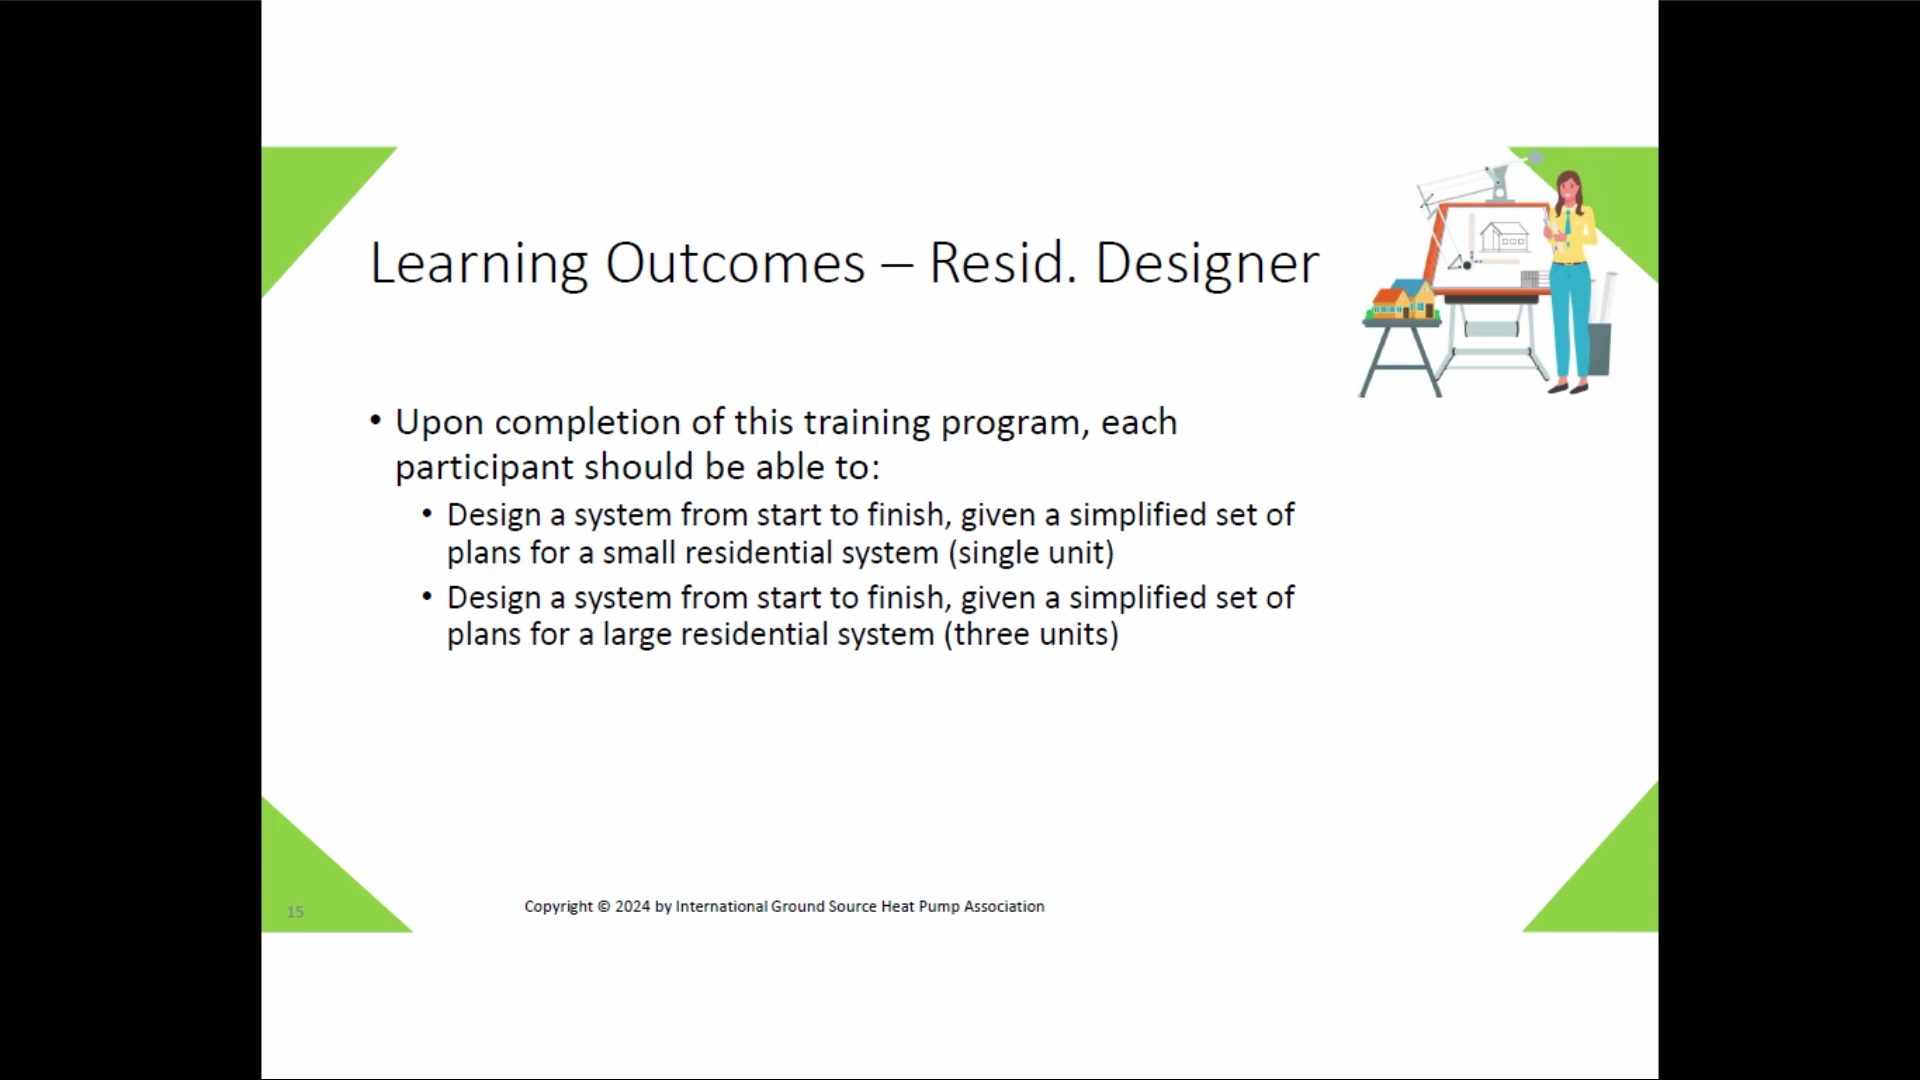 Learning Outcomes – Resid. Designer
• Upon completion of this training program, each
participant should be able to:
• Design a system from start to finish, given a simplified set of
plans for a small residential system (single unit)
• Design a system from start to finish, given a simplified set of
plans for a large residential system (three units)
15
Copyright © 2024 by International Ground Source Heat Pump Association